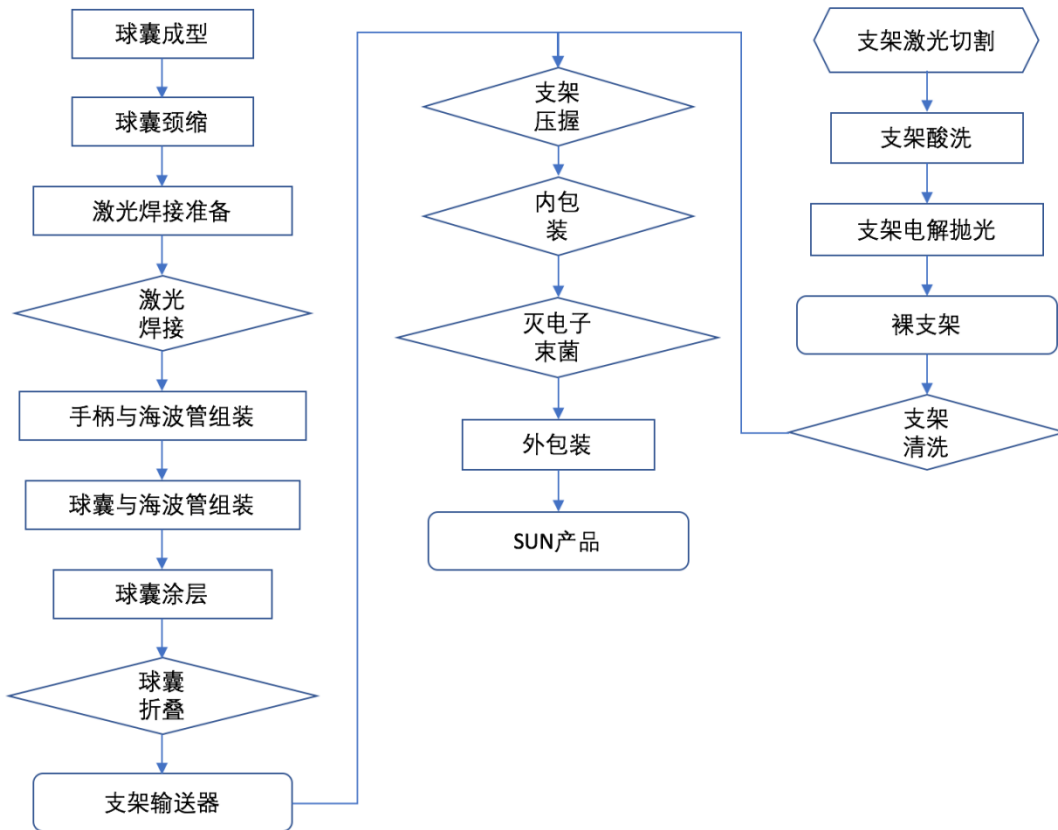 球囊成型
球囊颈缩
激光焊接准备
激光
焊接
手柄与海波管组装
球囊与海波管组装
球囊涂层
球囊
折叠
支架输送器
支架
压握
内包
装
灭电子
束菌
外包装
SUN产品
支架激光切割
支架酸洗
支架电解抛光
裸支架
支架
清洗